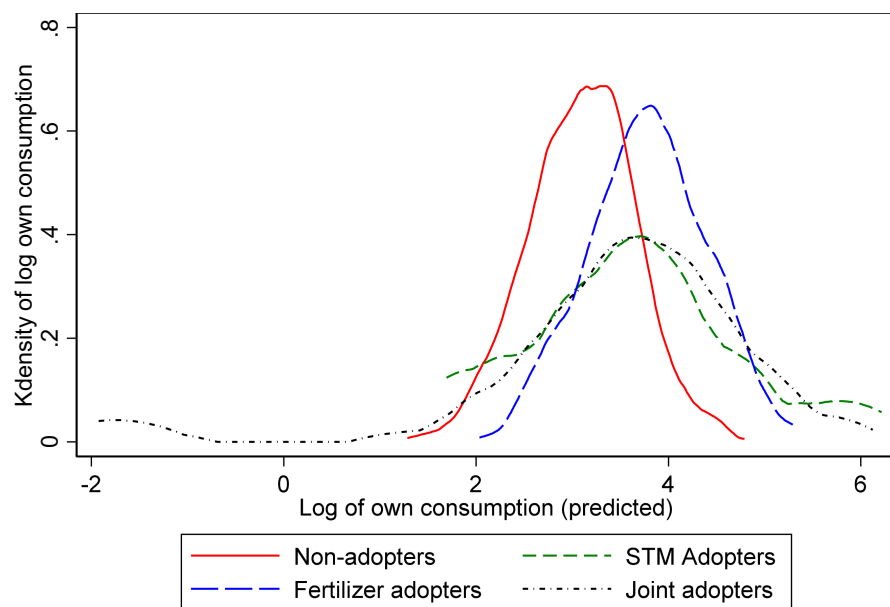 Kdensity of log own consumption
.8
.6
.4
.2
0
-2 0 2 4 6
Log of own consumption (predicted)
Non-adopters STM Adopters
Fertilizer adopters Joint adopters